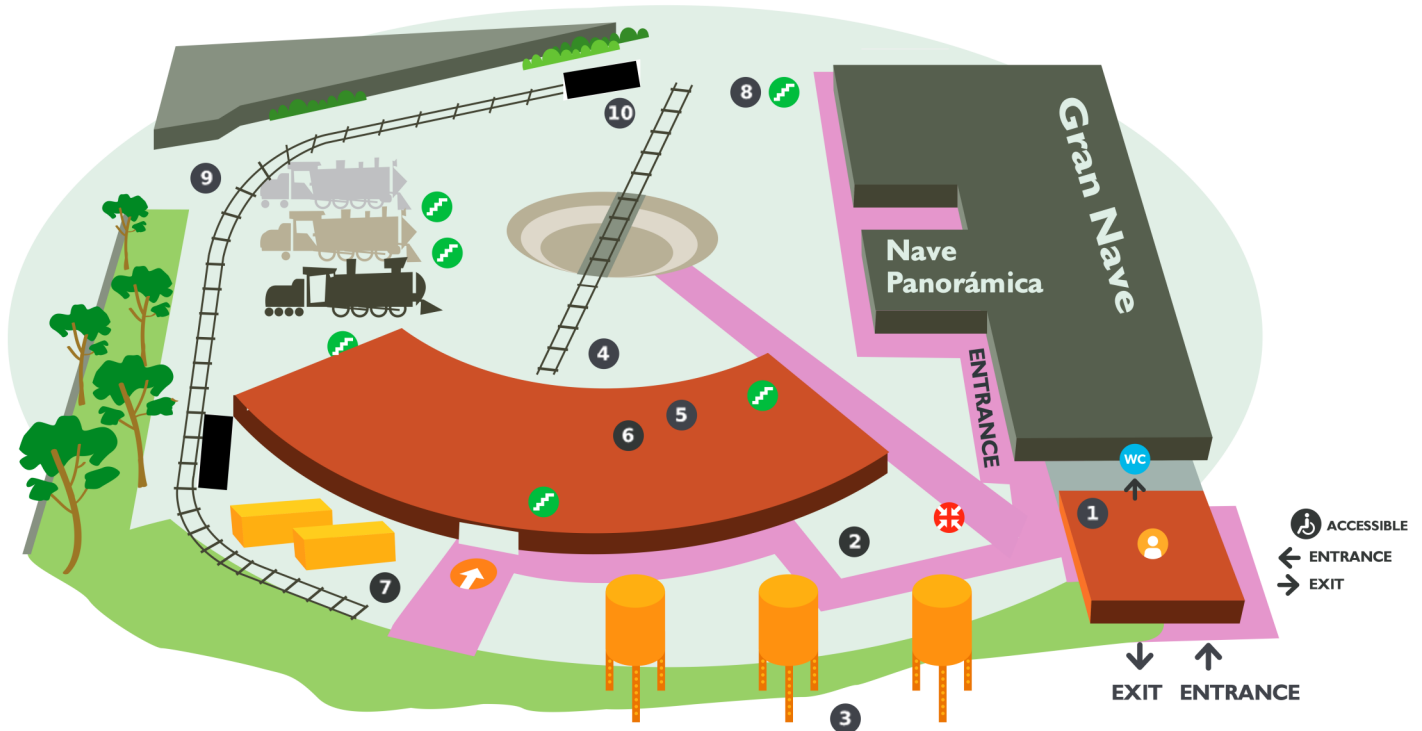 8
10
Gran Nave
9
Nave
Panorámica
4
ENTRANCE
5
6
WC
1
ACCESSIBLE
2
ENTRANCE
7
EXIT
EXIT
ENTRANCE
3